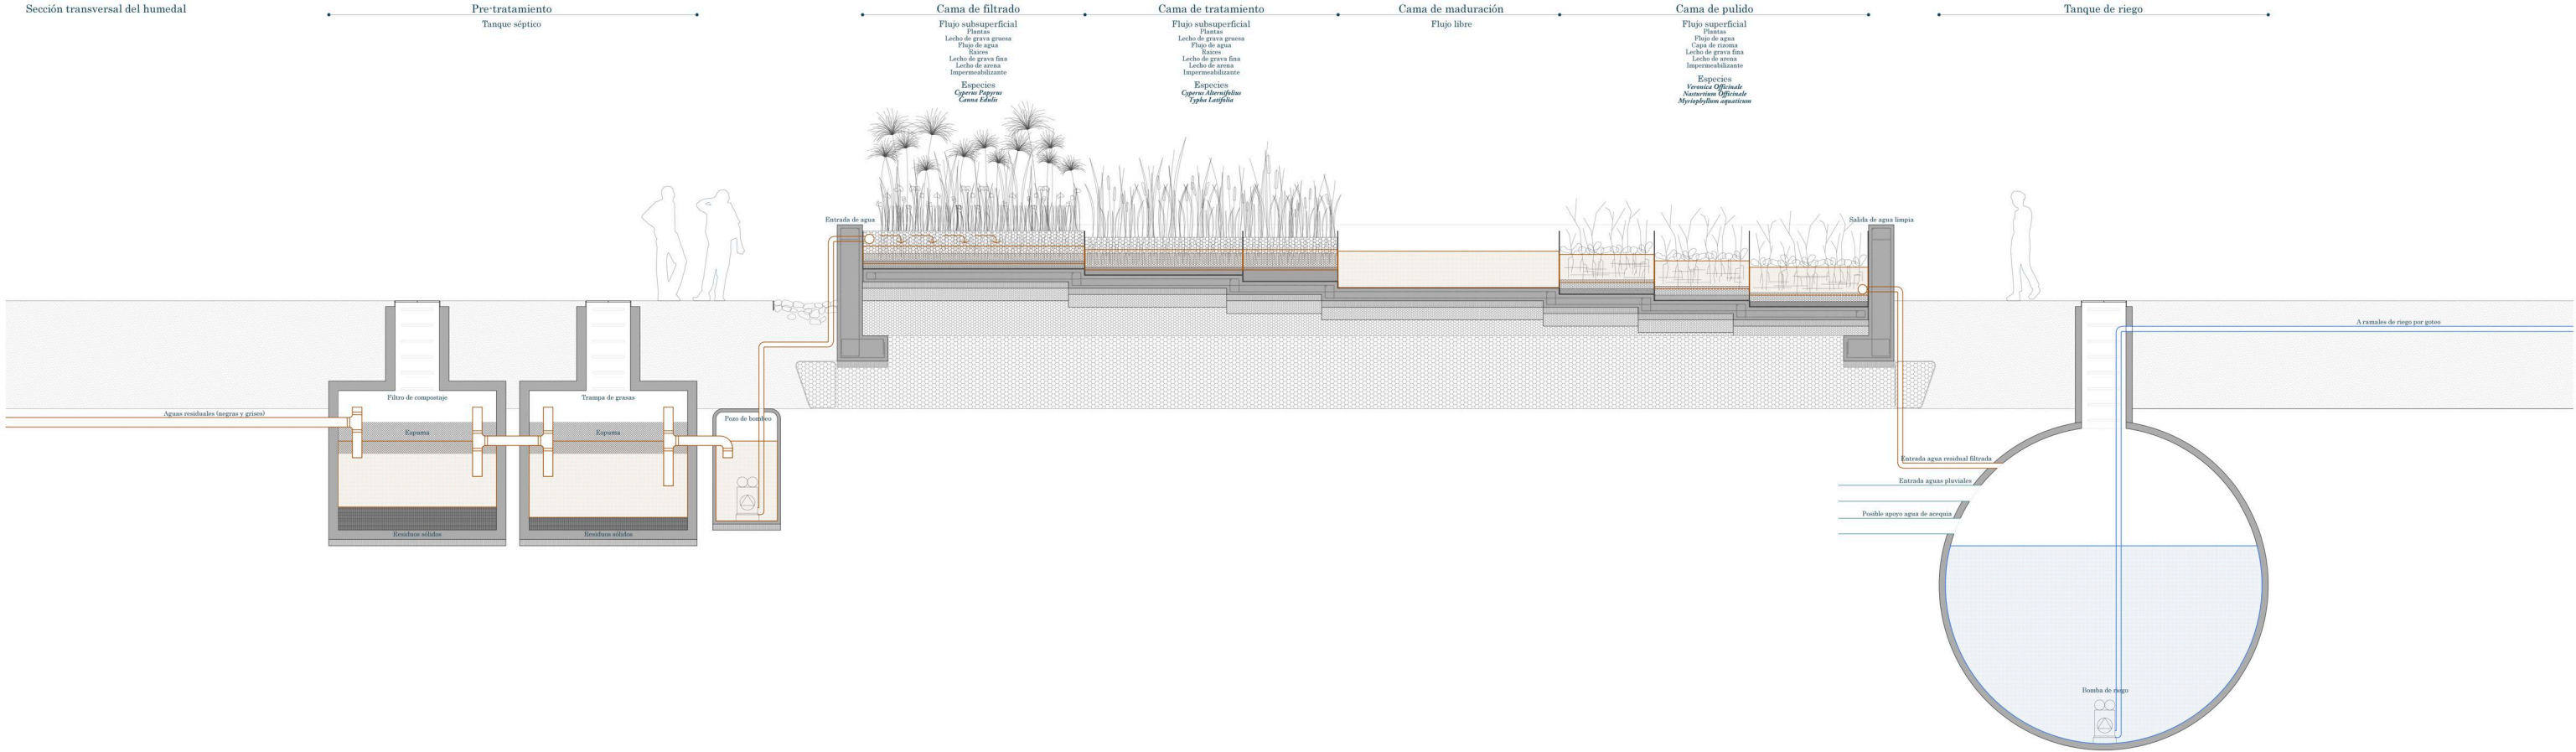 Sección transversal del humedal
Pre-tratamiento
Tanque séptico
Cama de filtrado
Flujo subsuperficial
Plantas
Lecho de grava gruesa
Flujo de agua
Raíces
Lecho de grava fina
Lecho de arena
Impermeabilizante
Especies
Cyperus Papyrus
Canna Edulis
Cama de tratamiento
Flujo subsuperficial
Plantas
Lecho de grava gruesa
Flujo de agua
Raíces
Lecho de grava fina
Lecho de arena
Impermeabilizante
Especies
Cyperus Alternifolius
Typha Latifolia
Cama de maduración
Flujo libre
Cama de pulido
Flujo superficial
Plantas
Flujo de agua
Capa de rizoma
Lecho de grava fina
Lecho de arena
Impermeabilizante
Especies
Veronica Officinale
Nasturtium Officinale
Myriophyllum aquaticum
Tanque de riego
Entrada de agua
Salida de agua limpia
A ramales de riego por goteo
Filtro de compostaje
Trampa de grasas
Aguas residuales (negras y grises)
Pozo de bombeo
Espuma
Espuma
Residuos sólidos
Residuos sólidos
Entrada agua residual filtrada
Entrada aguas pluviales
Posible apoyo agua de acequia
Bomba de riego